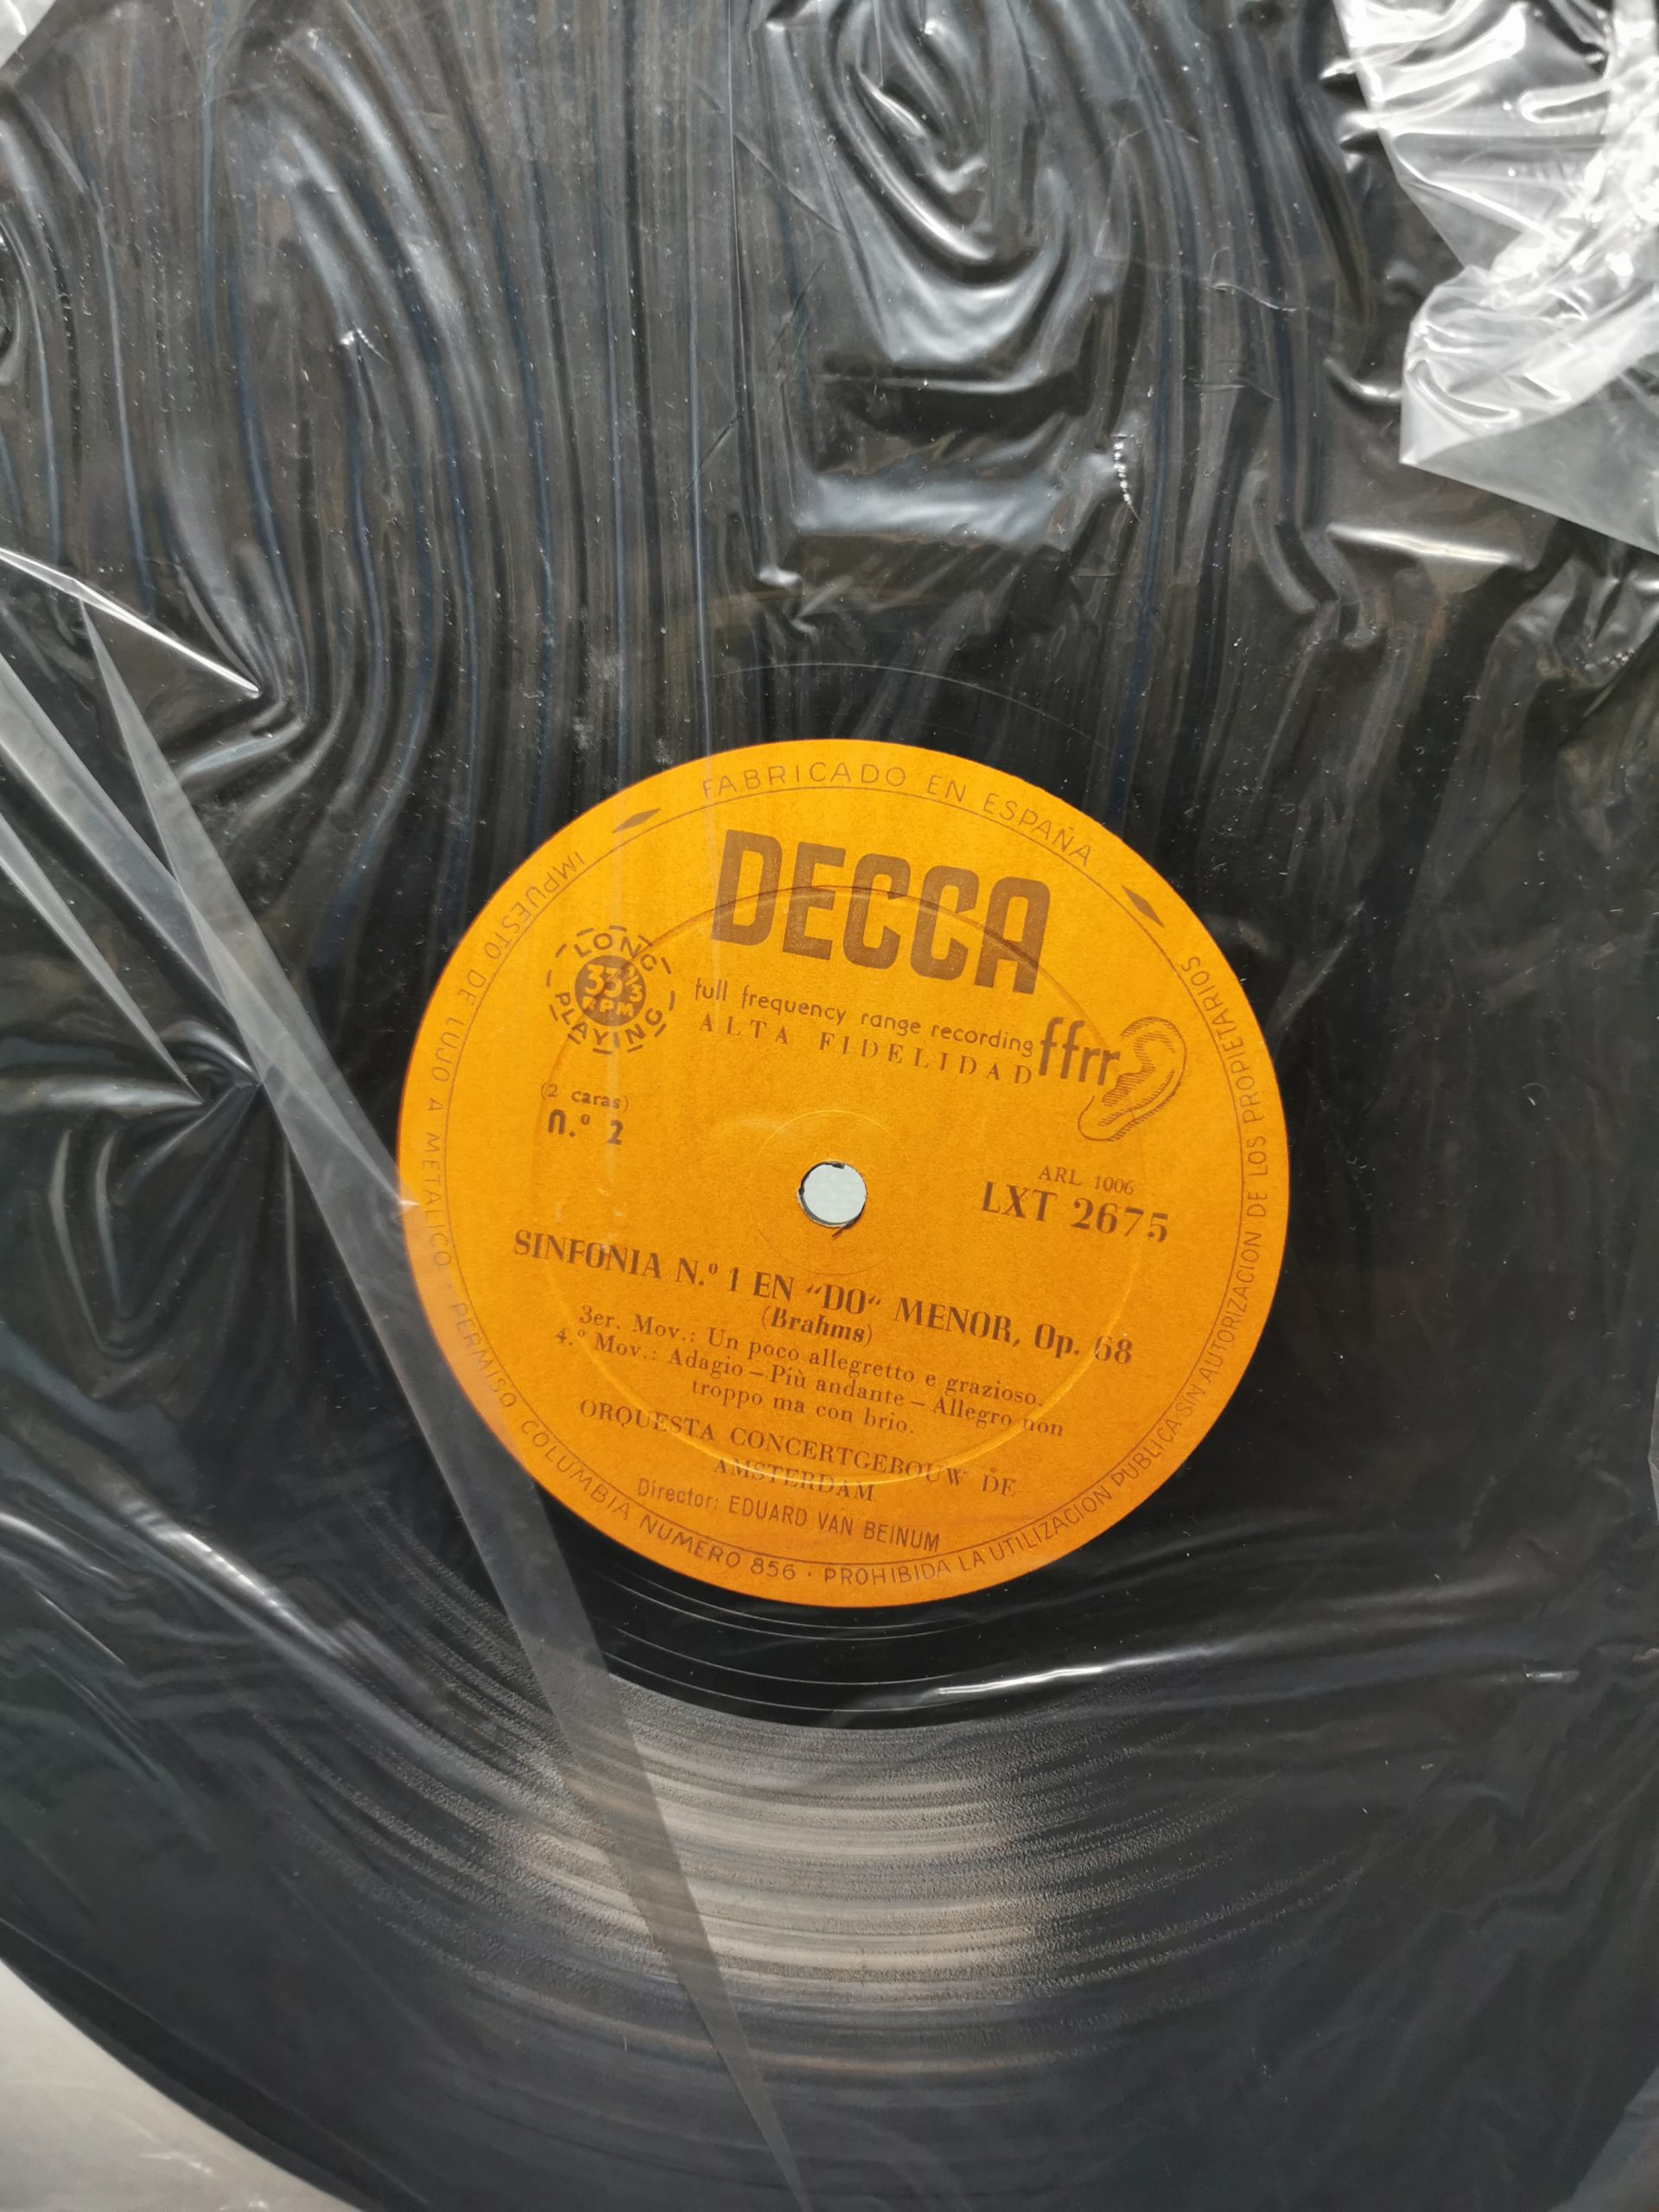 FABRICADO EN ESPAÑA
DECCA
LONG
33 1/3
R.P.M
PLAYING
full frequency range recording ffrr
ALTA FIDELIDAD
(2 caras)
n.º 2
ARL 1006
LXT 2675
SINFONIA N.º 1 EN “DO“ MENOR, Op. 68
(Brahms)
3er. Mov.: Un poco allegretto e grazioso.
4.º Mov.: Adagio – Più andante – Allegro non
troppo ma con brio.
ORQUESTA CONCERTGEBOUW DE
AMSTERDAM
Director: EDUARD VAN BEINUM
IMPUESTO DE LUJO A METALICO · PERMISO COLUMBIA NUMERO 856 · PROHIBIDA LA UTILIZACION PUBLICA SIN AUTORIZACION DE LOS PROPIETARIOS